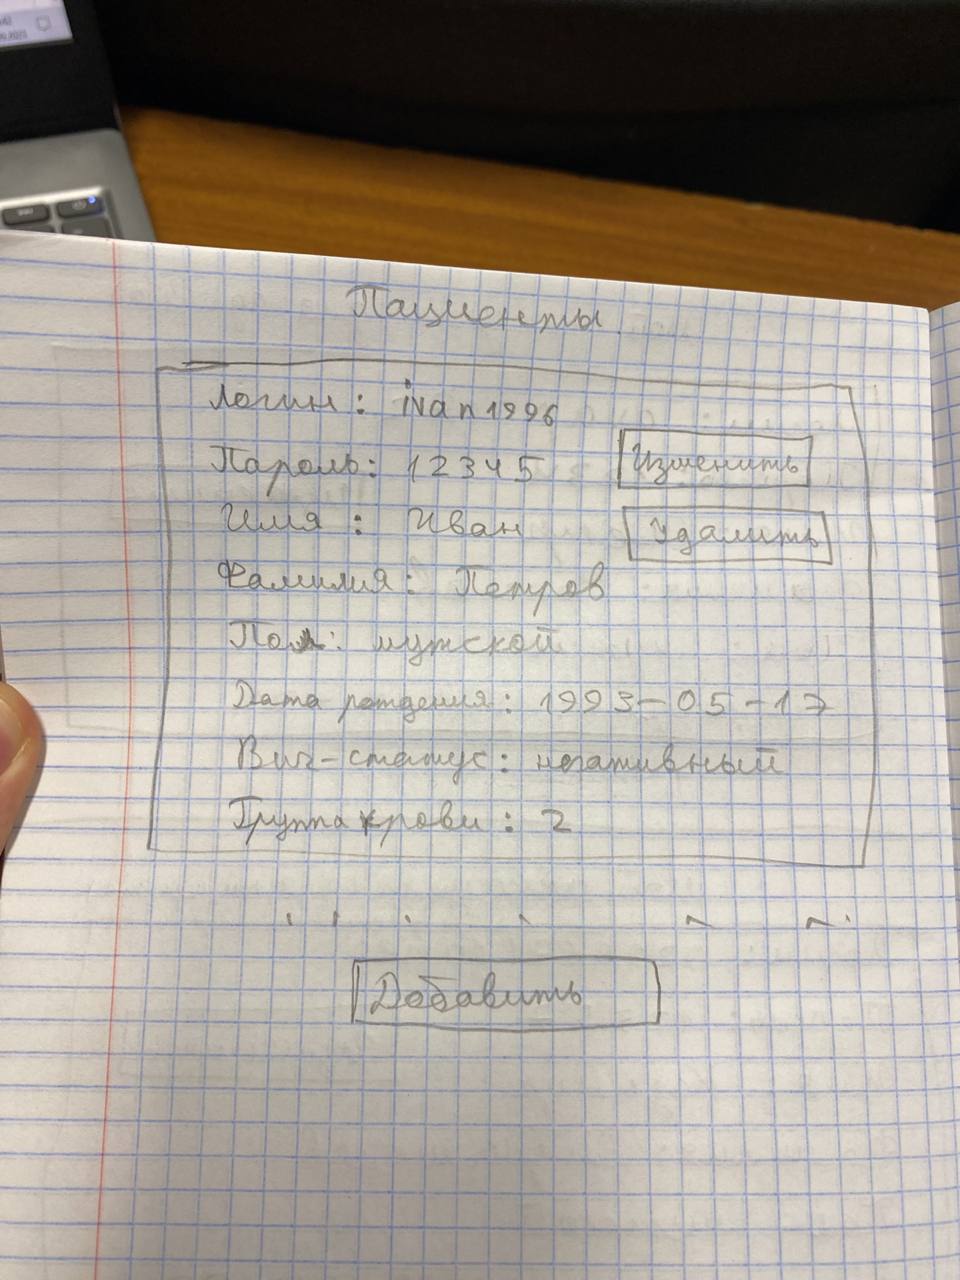 Пациенты
Логин: ivan1996
Пароль: 12345
Изменить
Имя: Иван
Удалить
Фамилия: Петров
Пол: мужской
Дата рождения: 1993-05-17
Вич-статус: негативный
Группа крови: 2
Добавить